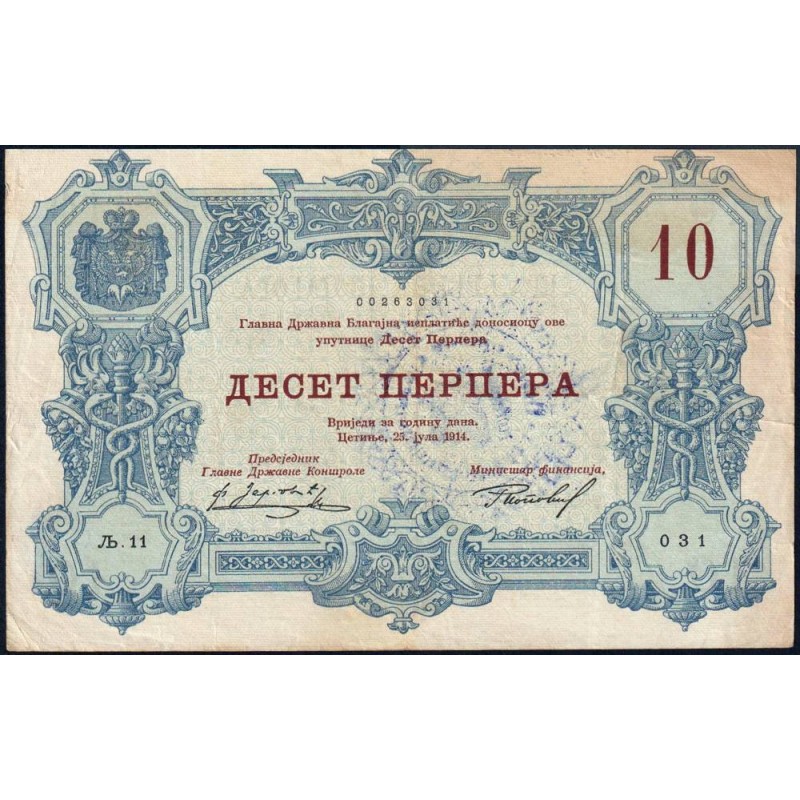 10
00263031
Главна Државна Благајна исплатиће доносиоцу ове
упутнице Десет Перпера
ДЕСЕТ ПЕРПЕРА
Вриједи за годину дана.
Цетиње, 25. јула 1914.
Предсједник
Главне Државне Контроле
Министар финансија,
Љ.11
031